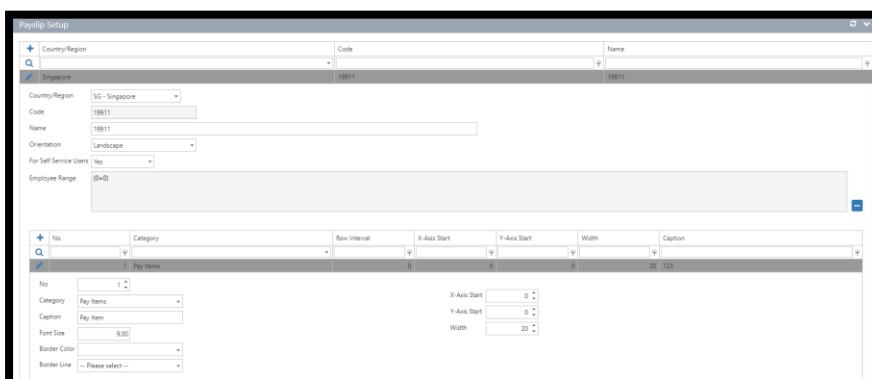 Payslip Setup
Country/Region Code Name
Singapore 19911 19911
Country/Region SG - Singapore
Code 19911
Name 19911
Orientation Landscape
For Self Service Users Yes
Employee Range (0=0)
No Category Row Interval X-Axis Start Y-Axis Start Width Caption
1 Pay Items 0 0 0 20 123
No 1 X-Axis Start 0
Category Pay Items Y-Axis Start 0
Caption Pay Item Width 20
Font Size 9.00
Border Color
Border Line -- Please select --